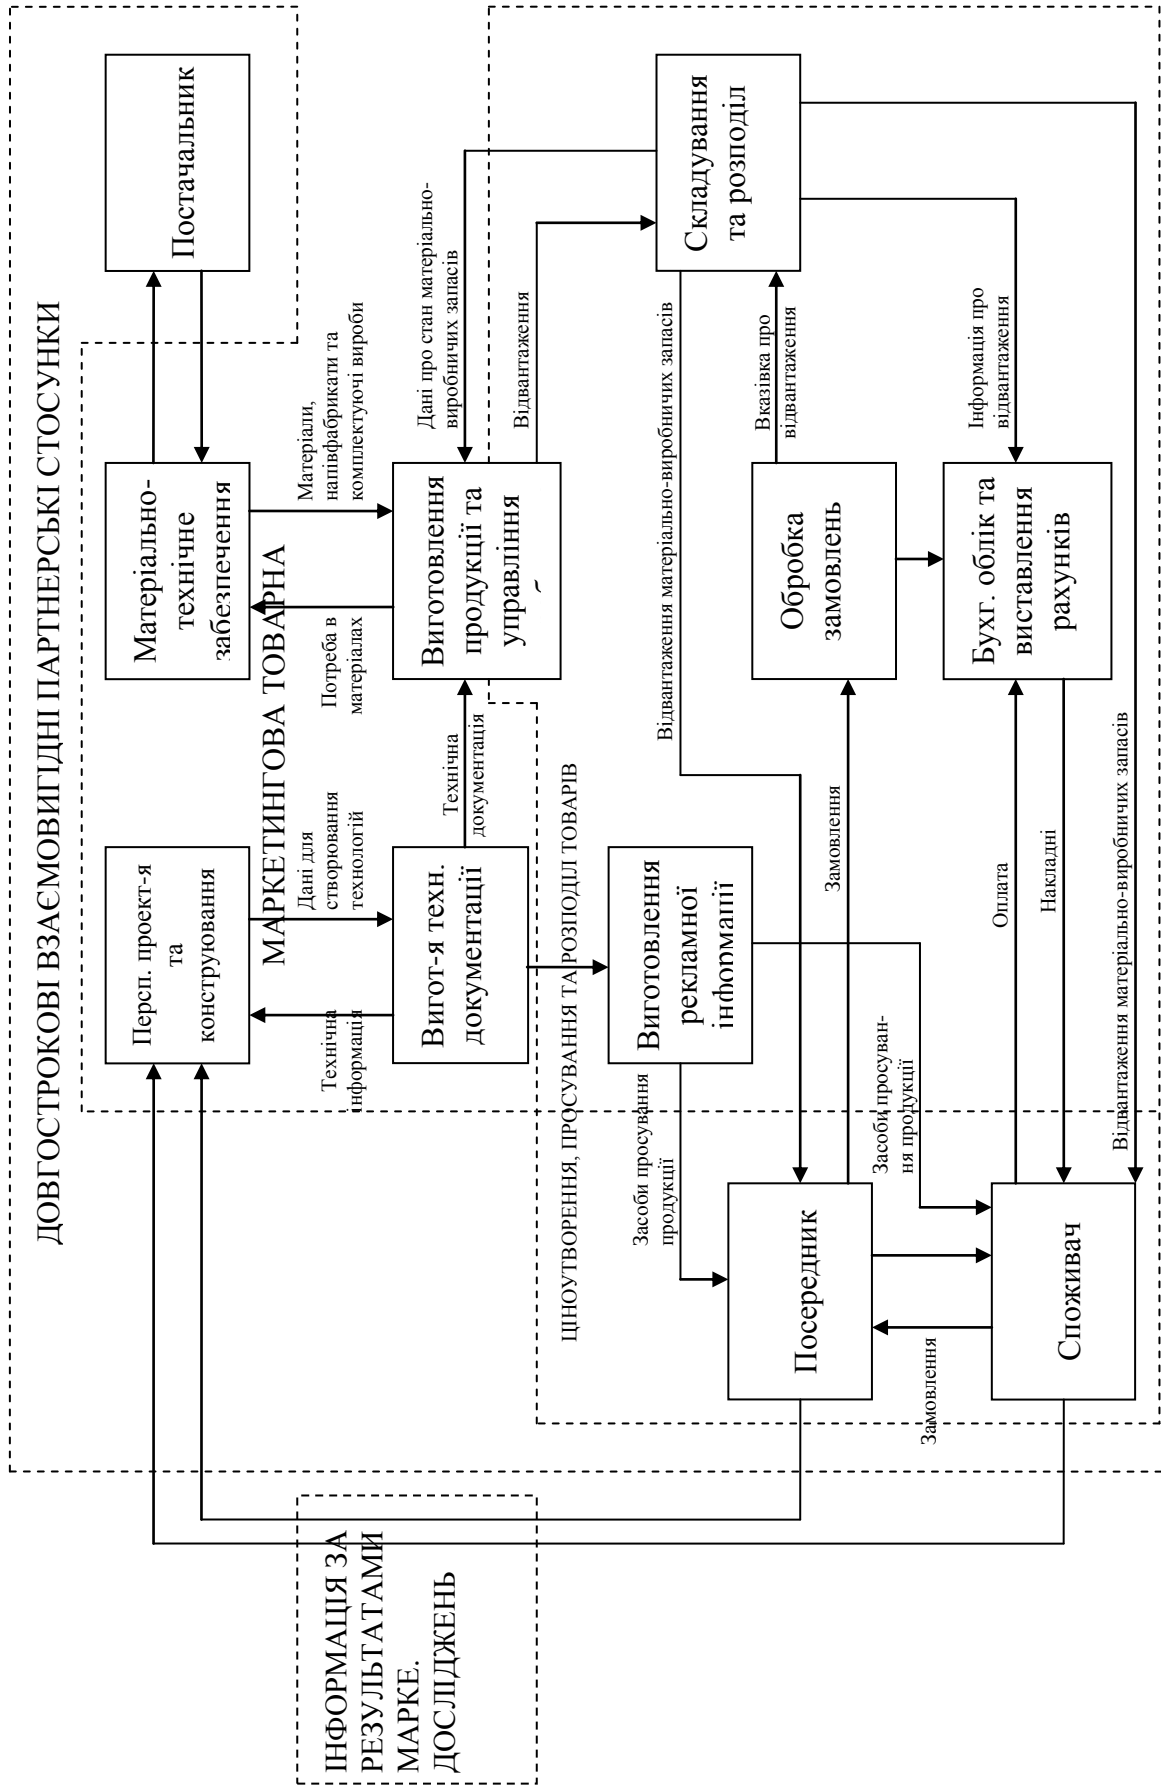 ДОВГОСТРОКОВІ ВЗАЄМОВИГІДНІ ПАРТНЕРСЬКІ СТОСУНКИ
Персп. проект-я
та
конструювання
Матеріально-
технічне
забезпечення
Постачальник
МАРКЕТИНГОВА ТОВАРНА
Технічна
інформація
Дані для
створювання
технологій
Потреба в
матеріалах
Матеріали,
напівфабрикати та
комплектуючі вироби
ІНФОРМАЦІЯ ЗА
РЕЗУЛЬТАТАМИ
МАРКЕ.
ДОСЛІДЖЕНЬ
Вигот-я техн.
документації
Технічна
документація
Виготовлення
продукції та
управління
Дані про стан матеріально-
виробничих запасів
Відвантаження
ЦІНОУТВОРЕННЯ, ПРОСУВАННЯ ТА РОЗПОДІЛ ТОВАРІВ
Виготовлення
рекламної
інформації
Засоби просування
продукції
Відвантаження матеріально-виробничих запасів
Складування
та розподіл
Посередник
Замовлення
Обробка
замовлень
Вказівка про
відвантаження
Засоби просуван-
ня продукції
Замовлення
Інформація про
відвантаження
Бухг. облік та
виставлення
рахунків
Оплата
Накладні
Споживач
Відвантаження матеріально-виробничих запасів